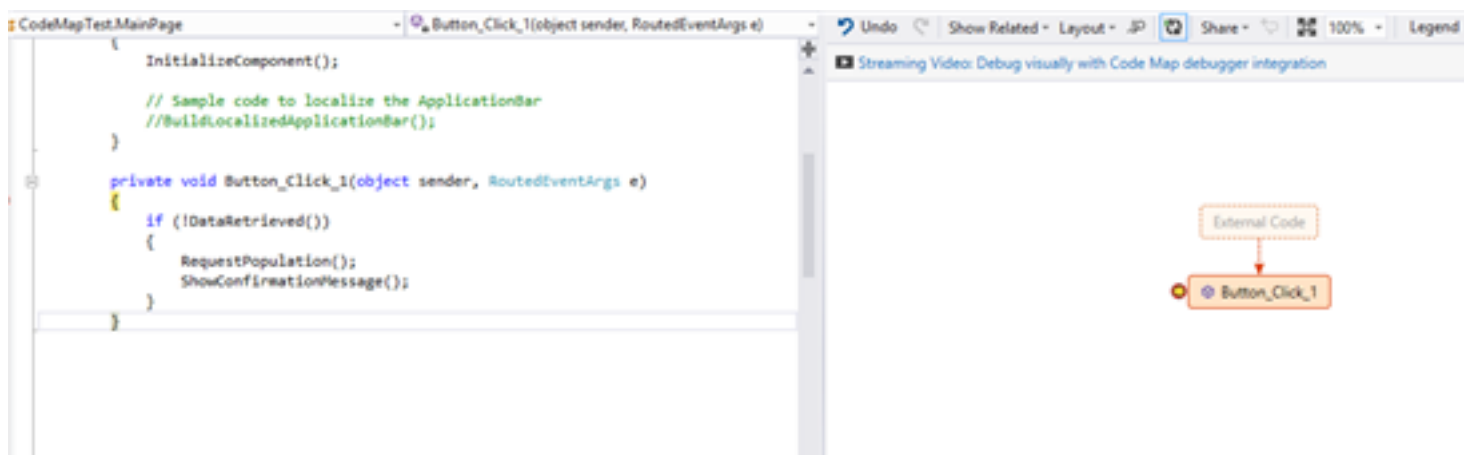 CodeMapTest.MainPage
Button_Click_1(object sender, RoutedEventArgs e)
{
InitializeComponent();
// Sample code to localize the ApplicationBar
//BuildLocalizedApplicationBar();
}
private void Button_Click_1(object sender, RoutedEventArgs e)
{
if (!DataRetrieved())
{
RequestPopulation();
ShowConfirmationMessage();
}
}
Undo Show Related Layout Share 100% Legend
Streaming Video: Debug visually with Code Map debugger integration
External Code
Button_Click_1